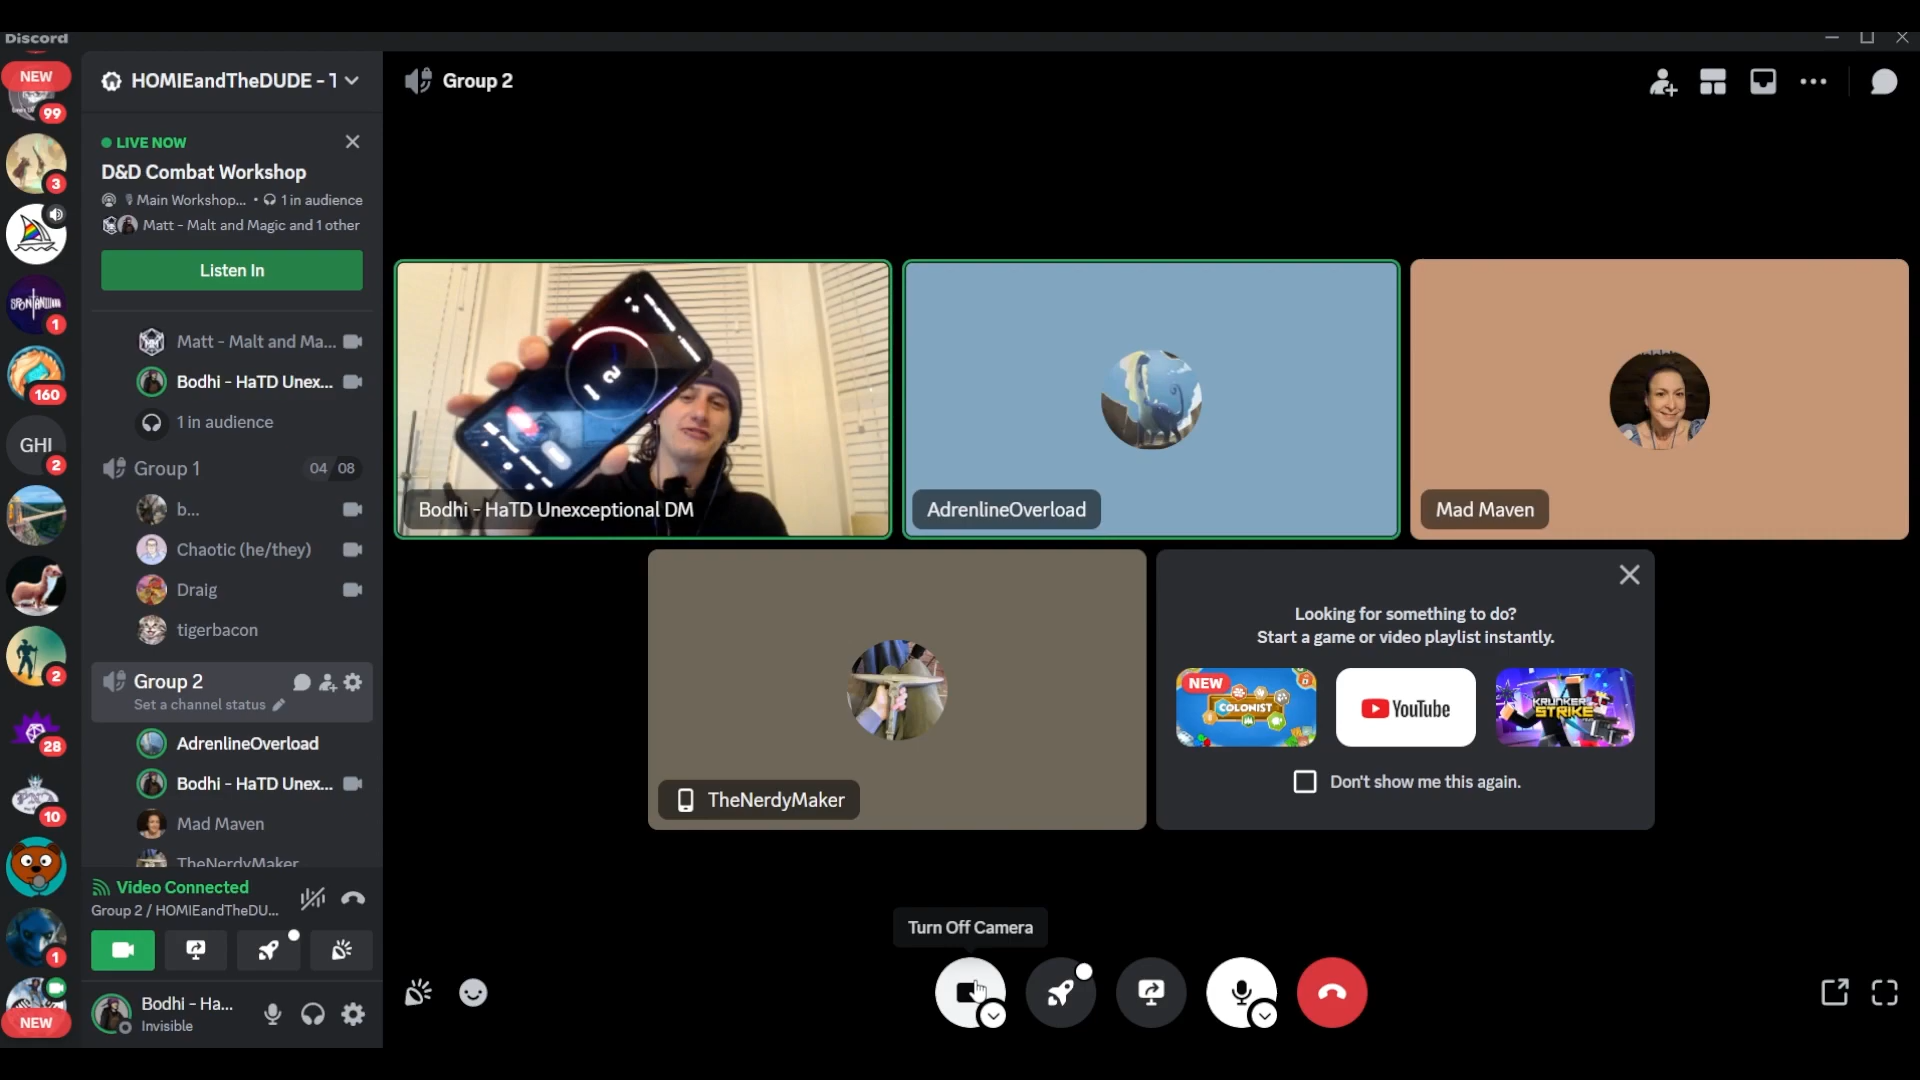 Discord
NEW
99
3
SPONTANIUM
1
160
GHI
2
2
28
10
1
NEW
HOMIEandTheDUDE - T
LIVE NOW
D&D Combat Workshop
Main Workshop... • 1 in audience
Matt - Malt and Magic and 1 other
Listen In
Matt - Malt and Ma...
Bodhi - HaTD Unex...
1 in audience
Group 1
04 08
b...
Chaotic (he/they)
Draig
tigerbacon
Group 2
Set a channel status
AdrenlineOverload
Bodhi - HaTD Unex...
Mad Maven
TheNerdyMaker
Video Connected
Group 2 / HOMIEandTheDU...
Bodhi - Ha...
Invisible
Group 2
Bodhi - HaTD Unexceptional DM
AdrenlineOverload
Mad Maven
TheNerdyMaker
Looking for something to do?
Start a game or video playlist instantly.
NEW
COLONIST
YouTube
KRUNKER
STRIKE
Don't show me this again.
Turn Off Camera